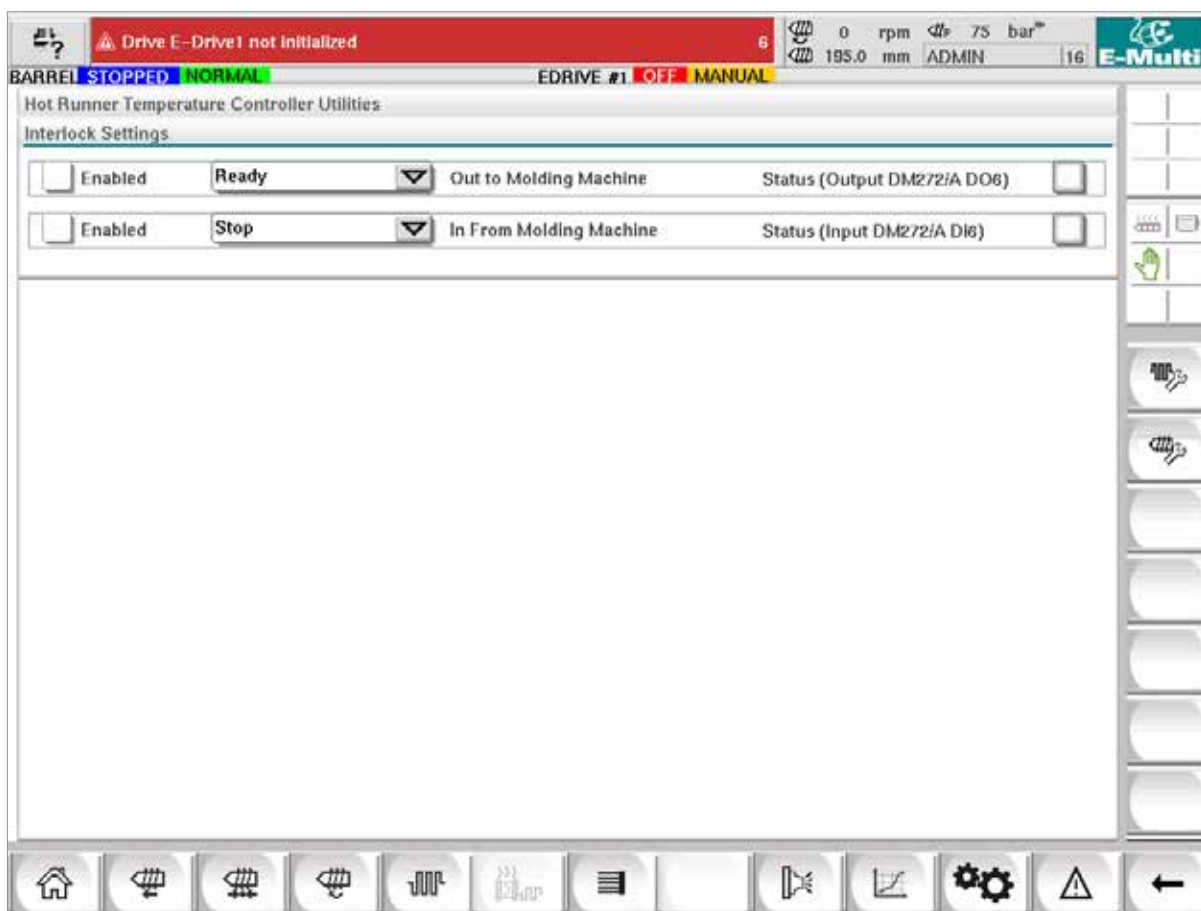 ? Drive E-Drive1 not initialized 6 0 rpm 75 bar
195.0 mm ADMIN 16 E-Multi
BARREL STOPPED NORMAL EDRIVE #1 OFF MANUAL
Hot Runner Temperature Controller Utilities
Interlock Settings
Enabled Ready Out to Molding Machine Status (Output DM272/A DO6)
Enabled Stop In From Molding Machine Status (Input DM272/A DI6)